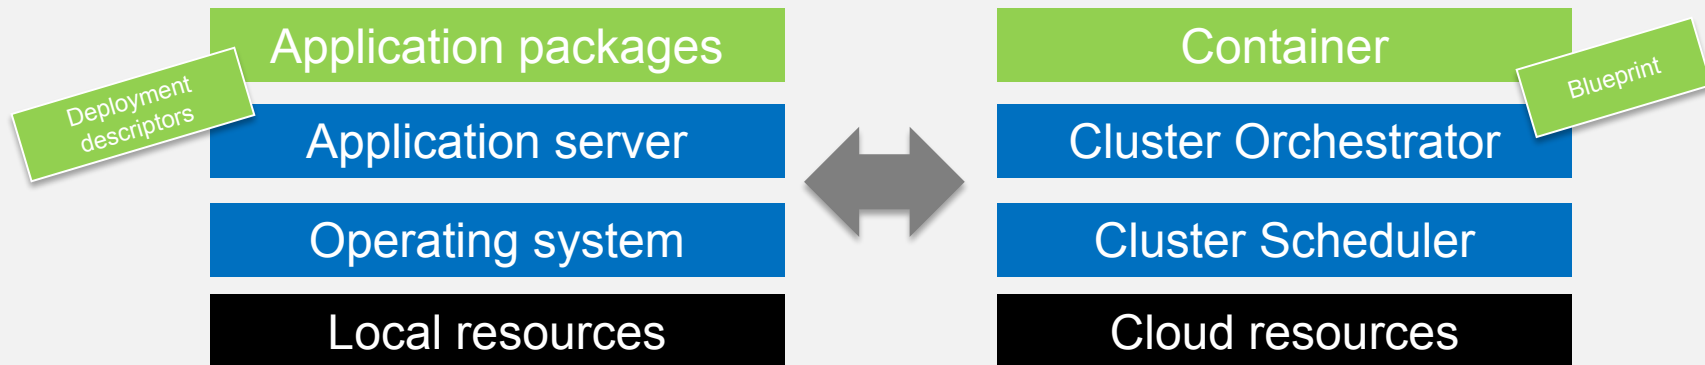 Application packages
Deployment
descriptors
Application server
Operating system
Local resources
Container
Blueprint
Cluster Orchestrator
Cluster Scheduler
Cloud resources